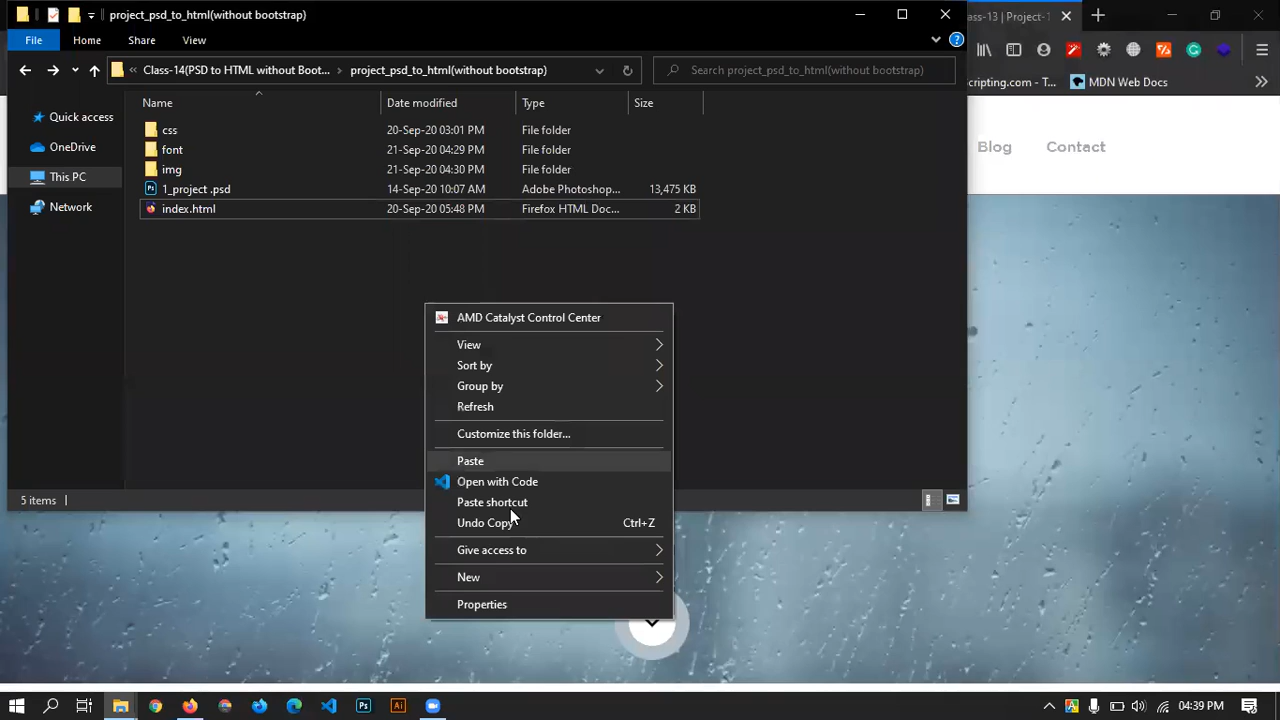 project_psd_to_html(without bootstrap)
ass-13 | Project-1
File Home Share View
Class-14(PSD to HTML without Boot... project_psd_to_html(without bootstrap)
Search project_psd_to_html(without bootstrap)
cripting.com - T... MDN Web Docs
Name Date modified Type Size
Quick access
OneDrive
This PC
Network
css 20-Sep-20 03:01 PM File folder
font 21-Sep-20 04:29 PM File folder
img 21-Sep-20 04:30 PM File folder
1_project .psd 14-Sep-20 10:07 AM Adobe Photoshop... 13,475 KB
index.html 20-Sep-20 05:48 PM Firefox HTML Doc... 2 KB
Blog Contact
AMD Catalyst Control Center
View
Sort by
Group by
Refresh
Customize this folder...
Paste
Open with Code
Paste shortcut
Undo Copy Ctrl+Z
Give access to
New
Properties
5 items
04:39 PM